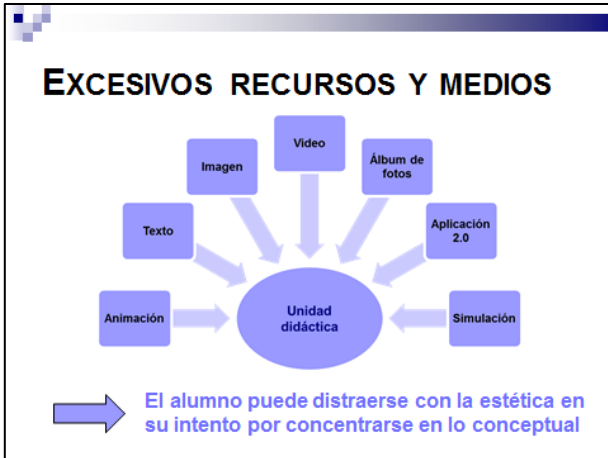 EXCESIVOS RECURSOS Y MEDIOS
Video
Imagen
Álbum de
fotos
Texto
Aplicación
2.0
Animación
Unidad
didáctica
Simulación
El alumno puede distraerse con la estética en
su intento por concentrarse en lo conceptual